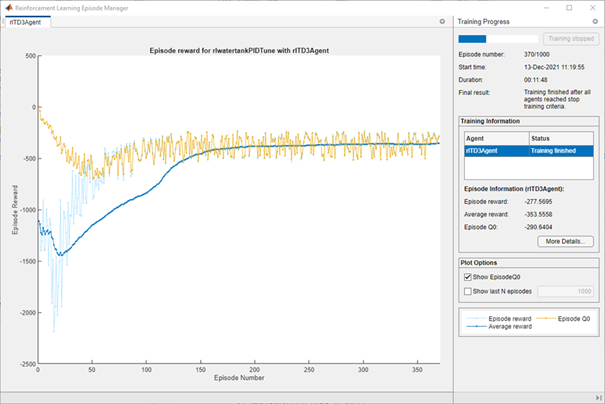 Reinforcement Learning Episode Manager
rlTD3Agent
Episode reward for rlwatertankPIDTune with rlTD3Agent
500
0
-500
-1000
-1500
-2000
-2500
Episode Reward
0
50
100
150
200
250
300
350
Episode Number
Training Progress
Training stopped
Episode number: 370/1000
Start time: 13-Dec-2021 11:19:55
Duration: 00:11:48
Final result: Training finished after all
agents reached stop
training criteria.
Training Information
Agent Status
rlTD3Agent Training finished
Episode Information (rlTD3Agent):
Episode reward: -277.5695
Average reward: -353.5558
Episode Q0: -290.6404
More Details...
Plot Options
Show EpisodeQ0
Show last N episodes 1000
Episode reward Episode Q0
Average reward